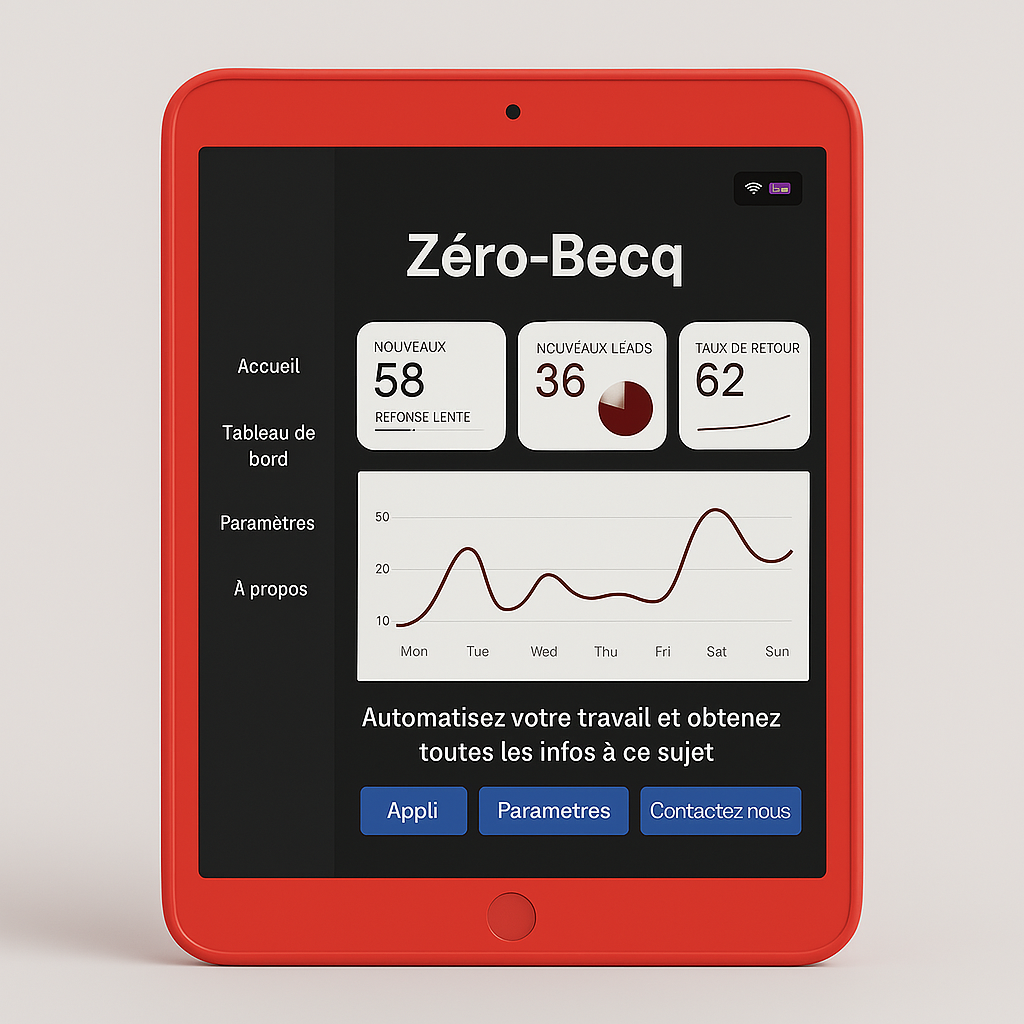 Zéro-Becq
Accueil
Tableau de
bord
Paramètres
À propos
NOUVEAUX
58
REFONSE LENTE
NCUVÉAUX LÉADS
36
TAUX DE RETOUR
62
50
20
10
Mon Tue Wed Thu Fri Sat Sun
Automatisez votre travail et obtenez
toutes les infos à ce sujet
Appli
Parametres
Contactez nous